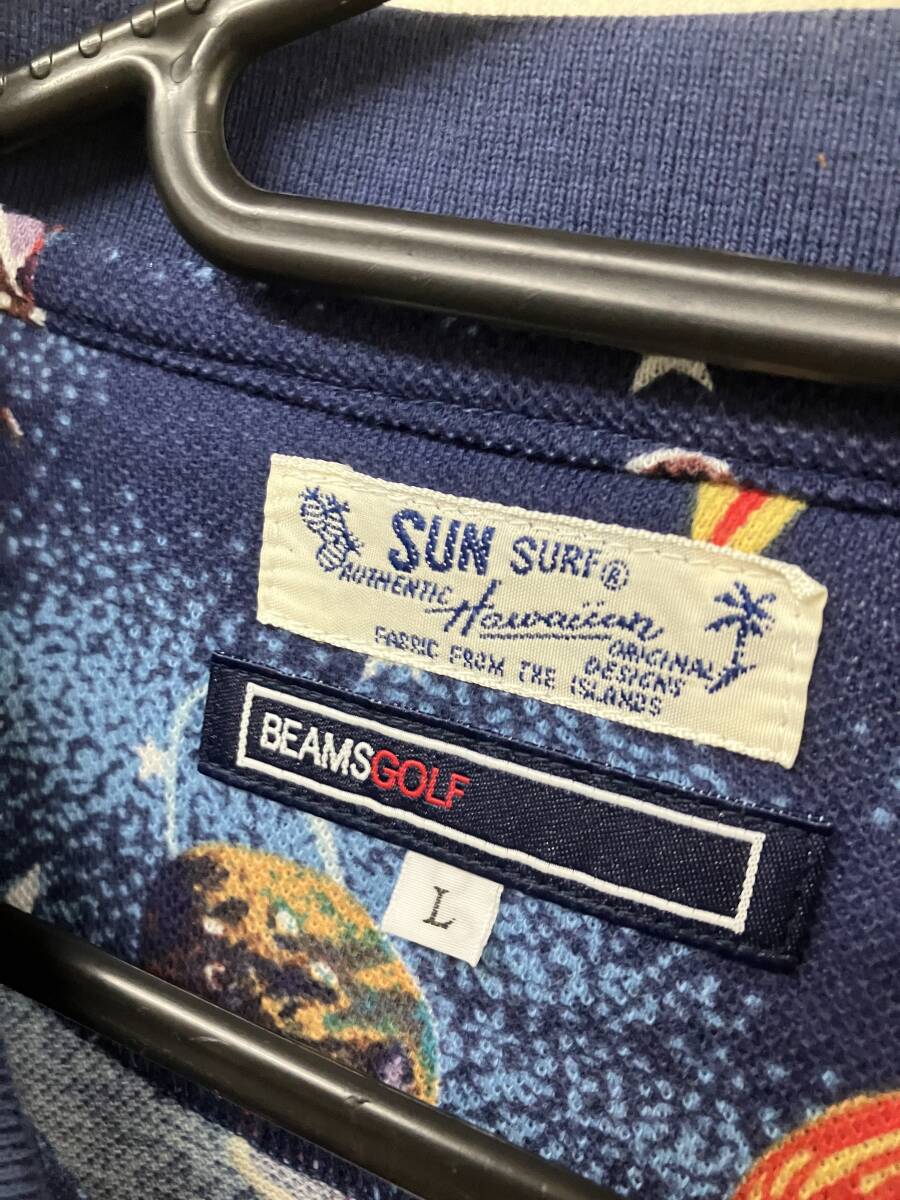 SUN SURF®
AUTHENTIC Hawaiian ORIGINAL
DESIGNS
FABRIC FROM THE ISLANDS
BEAMSGOLF
L